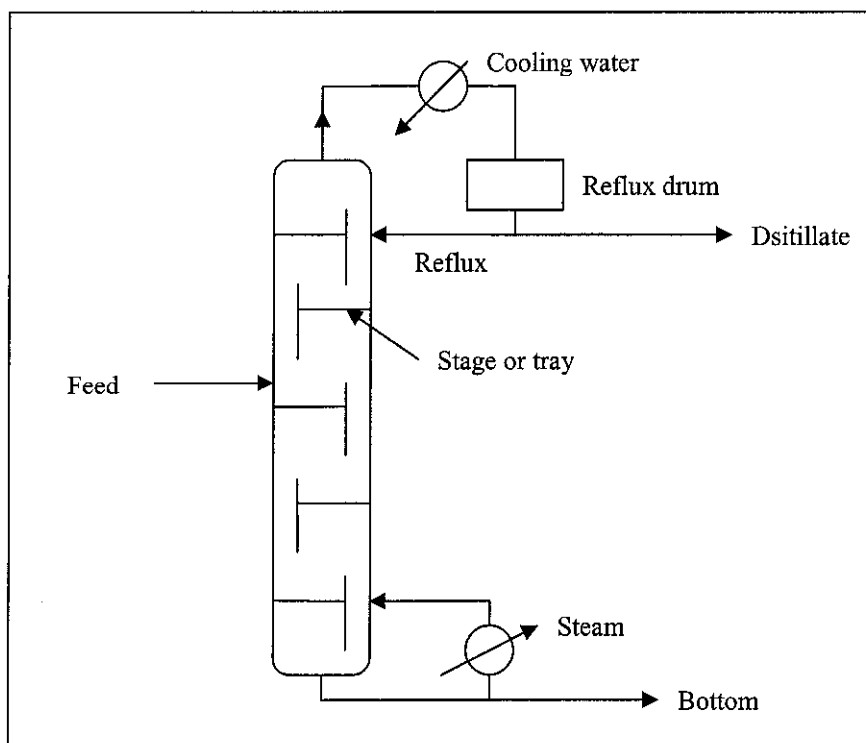 Cooling water
Reflux drum
Dsitillate
Reflux
Stage or tray
Feed
Steam
Bottom